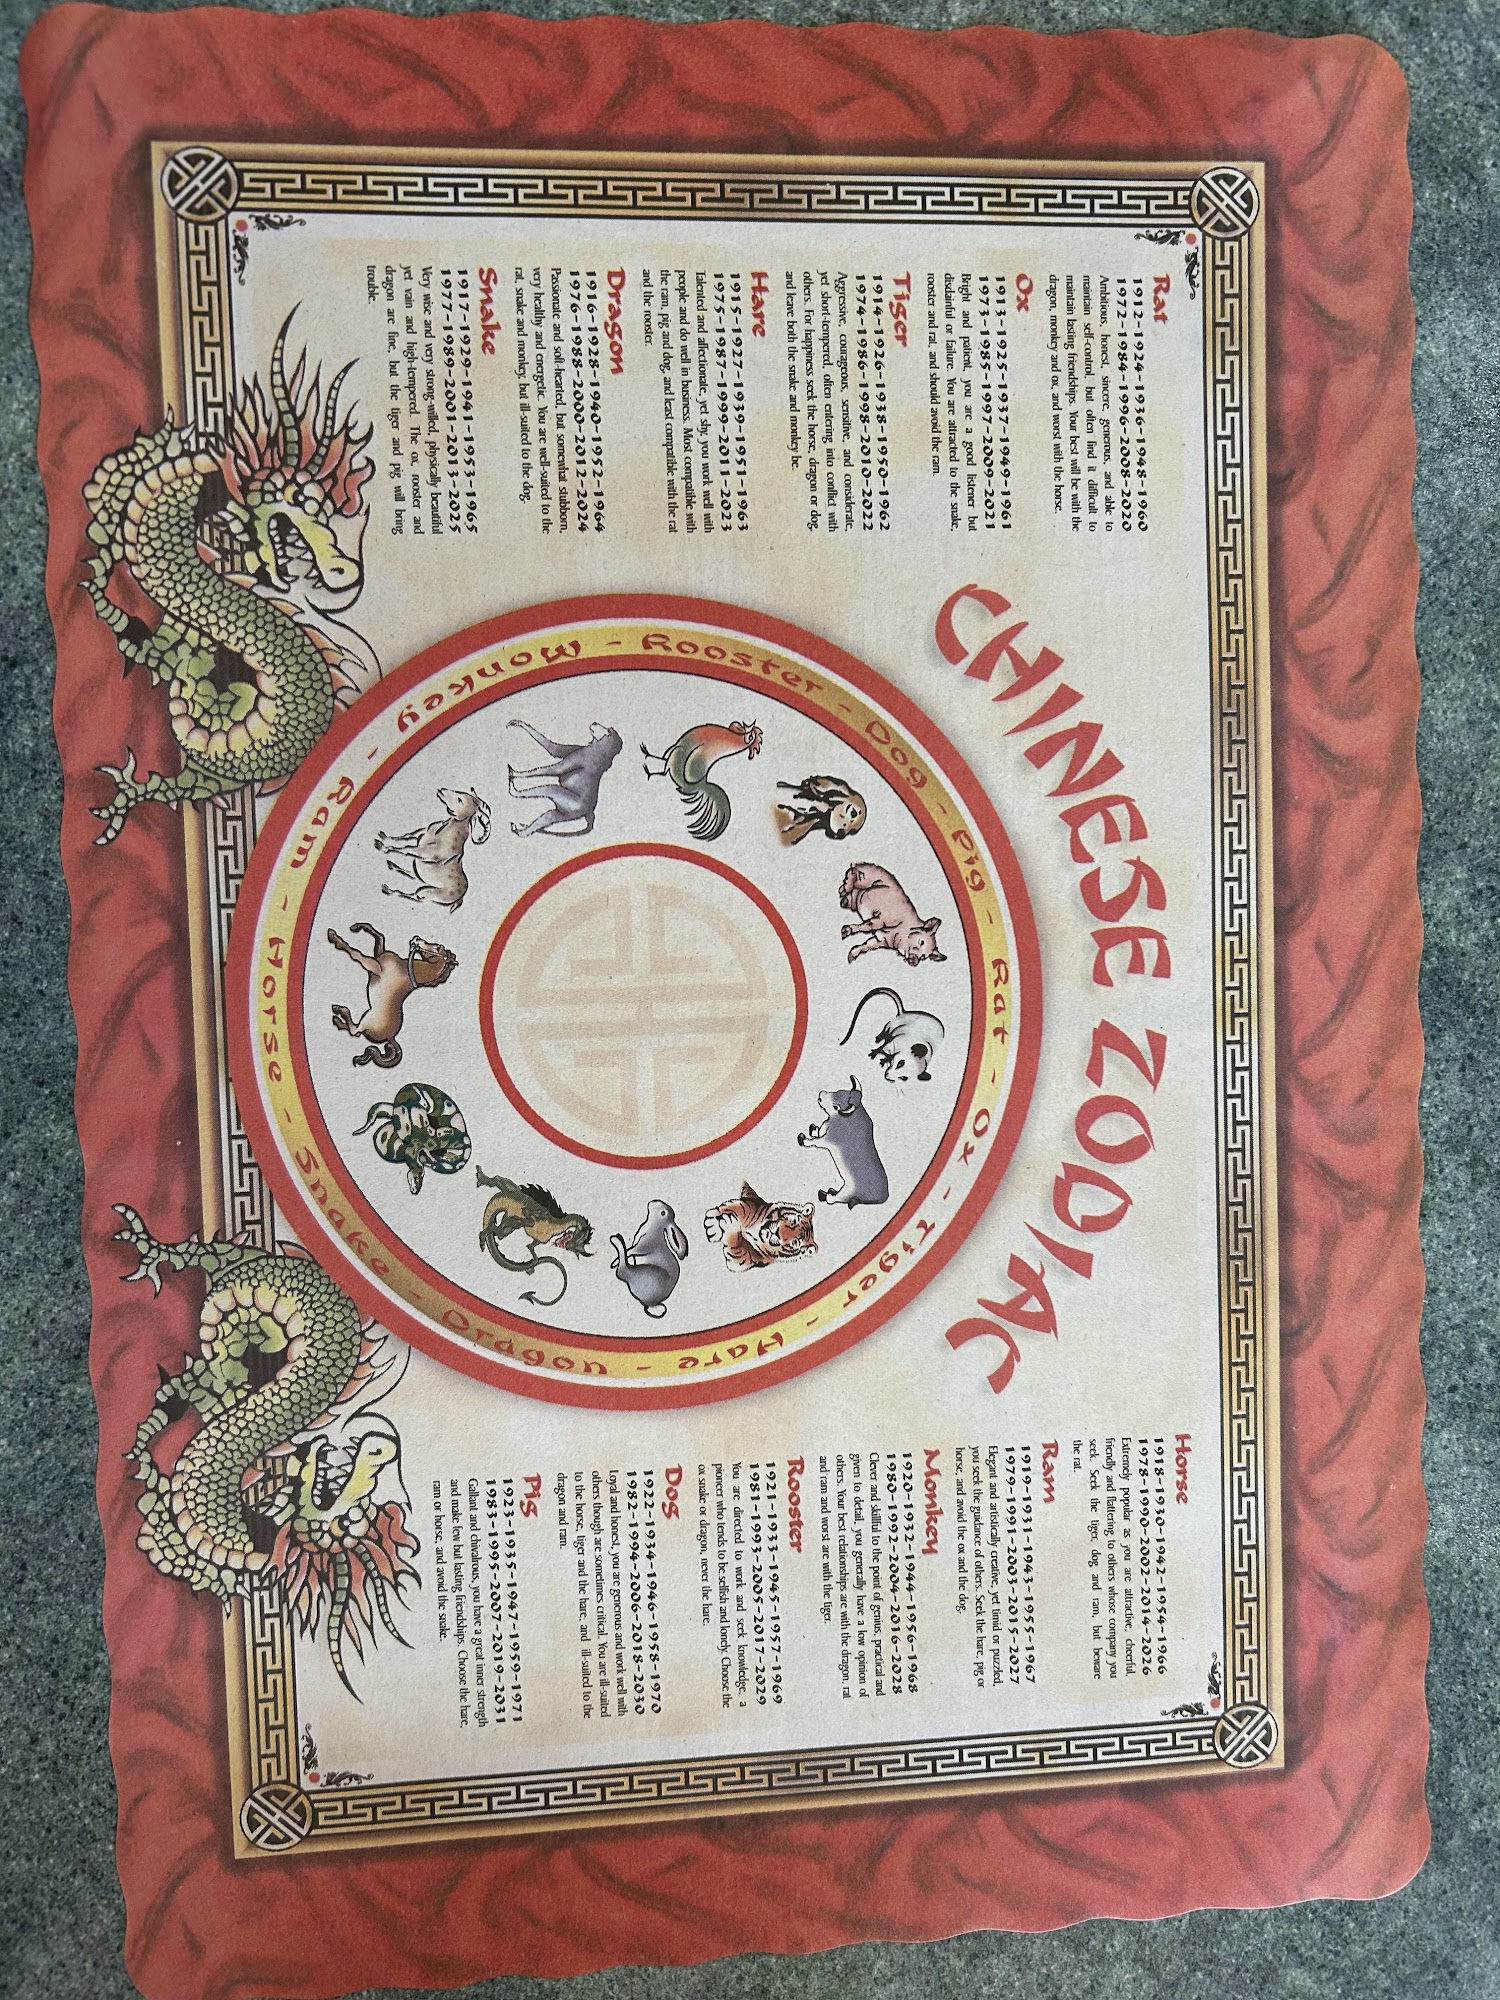 CHINESE ZODIAC
Rat
1912-1924-1936-1948-1960
1972-1984-1996-2008-2020
Ambitious, honest, sincere, generous, and able to
maintain self-control, but often find it difficult to
maintain lasting friendships. Your best will be with the
dragon, monkey and ox, and worst with the horse.
Ox
1913-1925-1937-1949-1961
1973-1985-1997-2009-2021
Bright and patient, you are a good listener but
disdainful or failure. You are attracted to the snake,
rooster and rat, and should avoid the ram.
Tiger
1914-1926-1938-1950-1962
1974-1986-1998-2010-2022
Aggressive, courageous, sensitive, and considerate,
yet short-tempered, often entering into conflict with
others. For happiness seek the horse, dragon or dog,
and leave both the snake and monkey be.
Hare
1915-1927-1939-1951-1963
1975-1987-1999-2011-2023
Talented and affectionate, yet shy, you work well with
people and do well in business. Most compatible with
the ram, pig and dog, and least compatible with the rat
and the rooster.
Dragon
1916-1928-1940-1952-1964
1976-1988-2000-2012-2024
Passionate and soft-hearted, but somewhat stubborn,
very healthy and energetic. You are well-suited to the
rat, snake and monkey, but ill-suited to the dog.
Snake
1917-1929-1941-1953-1965
1977-1989-2001-2013-2025
Very wise and very strong-willed, physically beautiful
yet vain and high-tempered. The ox, rooster and
dragon are fine, but the tiger and pig will bring
trouble.
Rat - Ox - Tiger - Hare - Dragon - Snake - Horse - Ram - Monkey - Rooster - Dog - Pig -
Horse
1918-1930-1942-1954-1966
1978-1990-2002-2014-2026
Extremely popular as you are attractive, cheerful,
friendly and flattering to others whose company you
seek. Seek the tiger, dog and ram, but beware
the rat.
Ram
1919-1931-1943-1955-1967
1979-1991-2003-2015-2027
Elegant and artistically creative, yet timid or puzzled,
you seek the guidance of others. Seek the hare, pig or
horse, and avoid the ox and the dog.
Monkey
1920-1932-1944-1956-1968
1980-1992-2004-2016-2028
Clever and skillful to the point of genius, practical and
given to detail, you generally have a low opinion of
others. Your best relationships are with the dragon, rat
and ram and worst are with the tiger.
Rooster
1921-1933-1945-1957-1969
1981-1993-2005-2017-2029
You are directed to work and seek knowledge, a
pioneer who tends to be selfish and lonely. Choose the
ox snake or dragon, never the hare.
Dog
1922-1934-1946-1958-1970
1982-1994-2006-2018-2030
Loyal and honest, you are generous and work well with
others though are sometimes critical. You are ill-suited
to the horse, tiger and the hare, and ill-suited to the
dragon and ram.
Pig
1923-1935-1947-1959-1971
1983-1995-2007-2019-2031
Gallant and chivalrous, you have a great inner strength
and make few but lasting friendships. Choose the hare,
ram or horse, and avoid the snake.